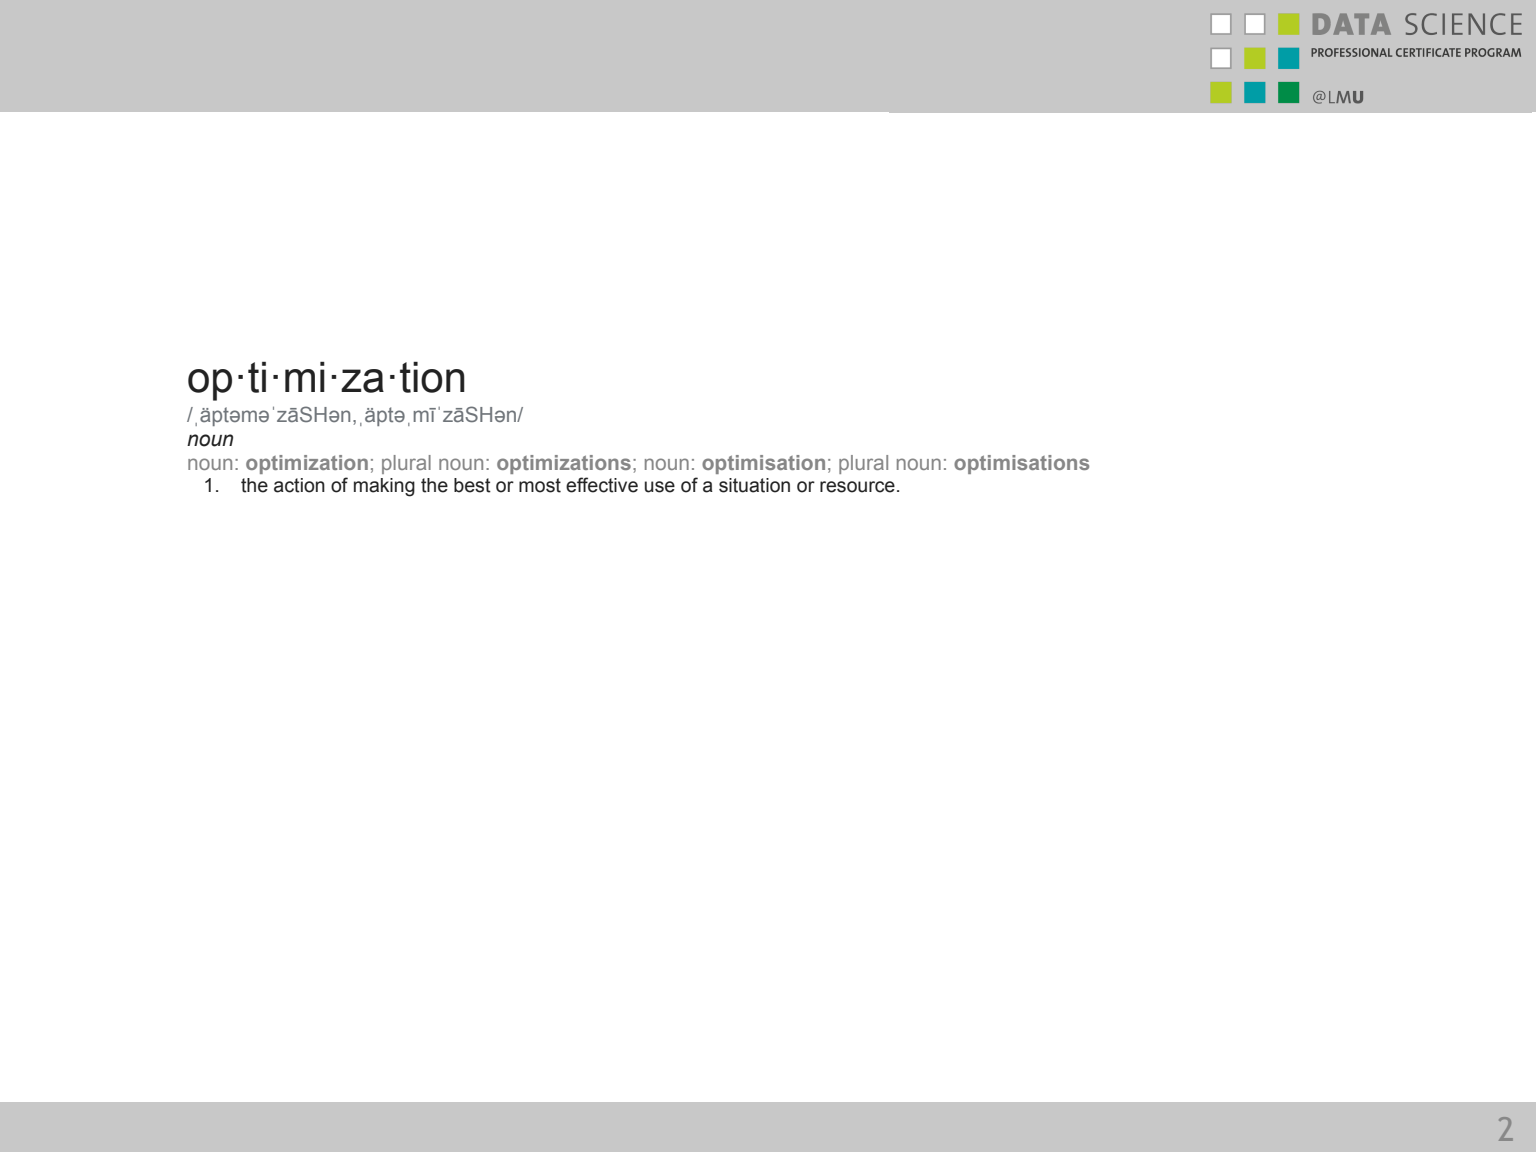 DATA SCIENCE
PROFESSIONAL CERTIFICATE PROGRAM
@LMU
op·ti·mi·za·tion
/ˌäptəməˈzāSHən,ˌäptəˌmīˈzāSHən/
noun
noun: optimization; plural noun: optimizations; noun: optimisation; plural noun: optimisations
1. the action of making the best or most effective use of a situation or resource.
2